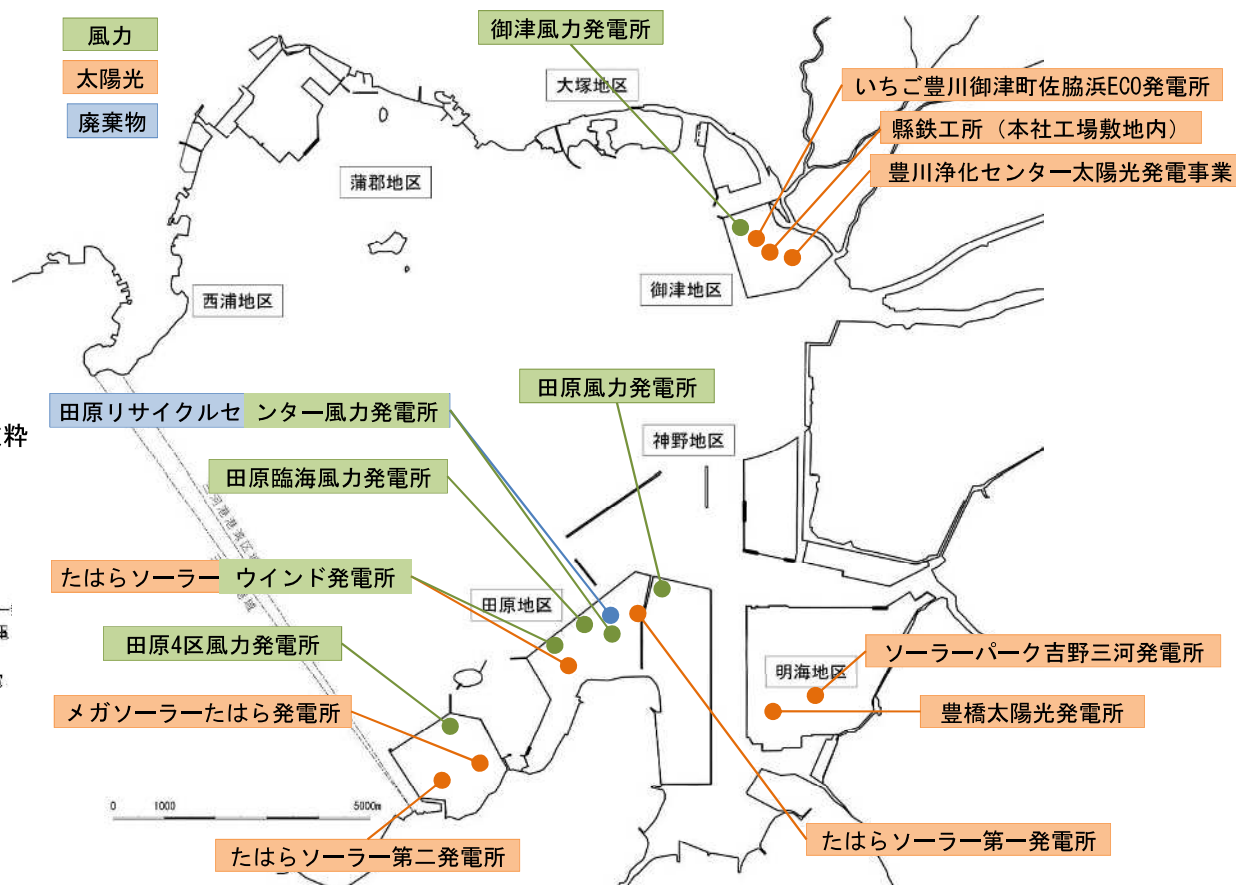 風力
太陽光
廃棄物
御津風力発電所
大塚地区
いちご豊川御津町佐脇浜ECO発電所
縣鉄工所（本社工場敷地内）
豊川浄化センター太陽光発電事業
蒲郡地区
西浦地区
御津地区
田原風力発電所
田原リサイクルセンター風力発電所
粋
神野地区
田原臨海風力発電所
たはらソーラーウインド発電所
田原地区
田原4区風力発電所
明海地区
ソーラーパーク吉野三河発電所
メガソーラーたはら発電所
豊橋太陽光発電所
0 1000 5000m
たはらソーラー第一発電所
たはらソーラー第二発電所